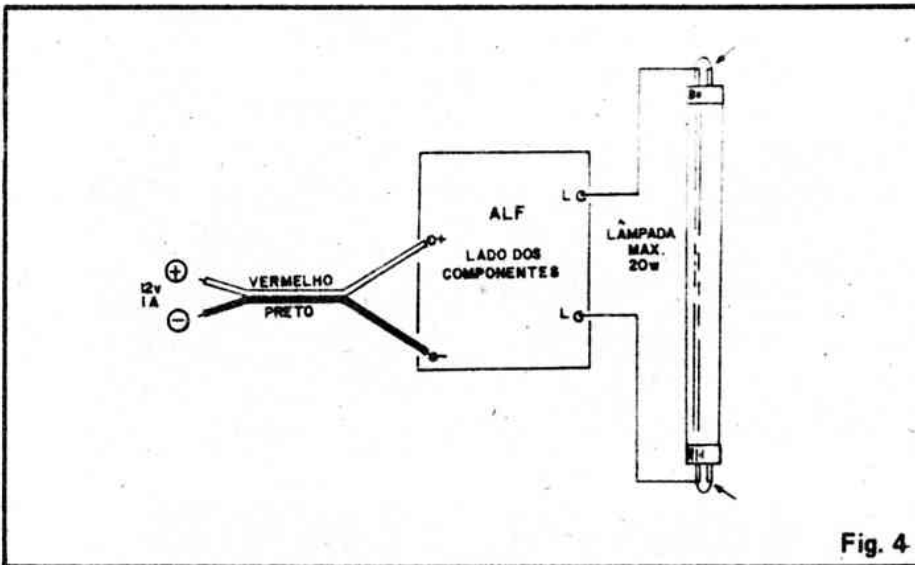 ALF
LADO DOS
COMPONENTES
L
L
+
-
LÂMPADA
MAX.
20w
+
12v
1A
-
VERMELHO
PRETO
Fig. 4